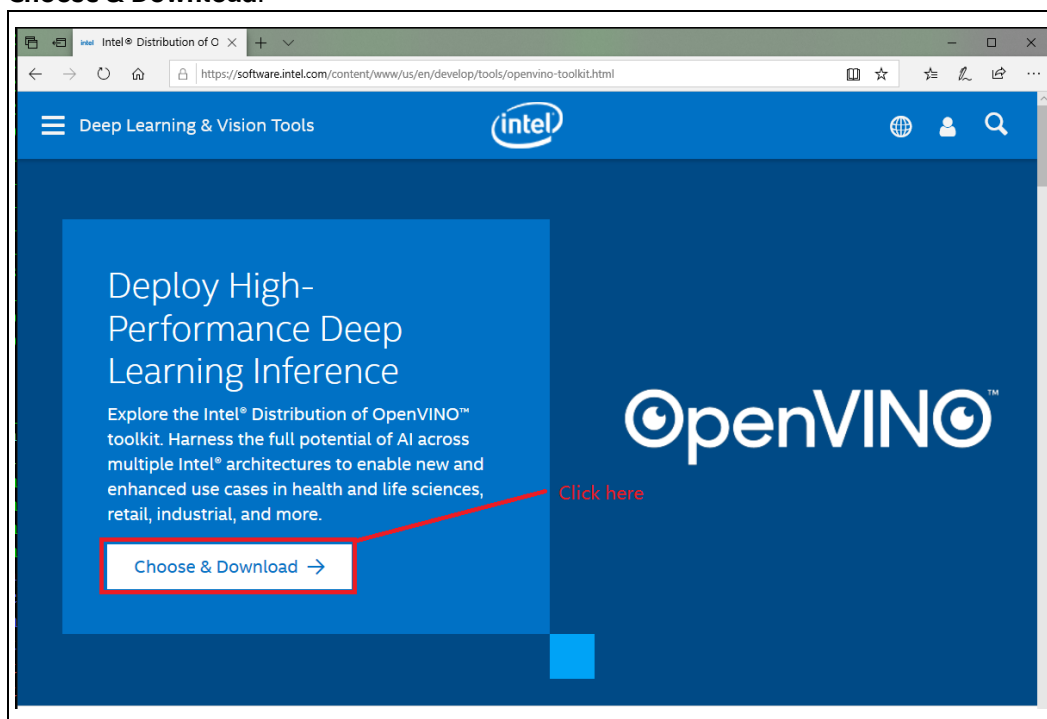 Choose & Download.
Intel® Distribution of O
https://software.intel.com/content/www/us/en/develop/tools/openvino-toolkit.html
Deep Learning & Vision Tools
intel
Deploy High-
Performance Deep
Learning Inference
Explore the Intel® Distribution of OpenVINO™
toolkit. Harness the full potential of AI across
multiple Intel® architectures to enable new and
enhanced use cases in health and life sciences,
retail, industrial, and more.
Choose & Download →
Click here
OpenVINO™